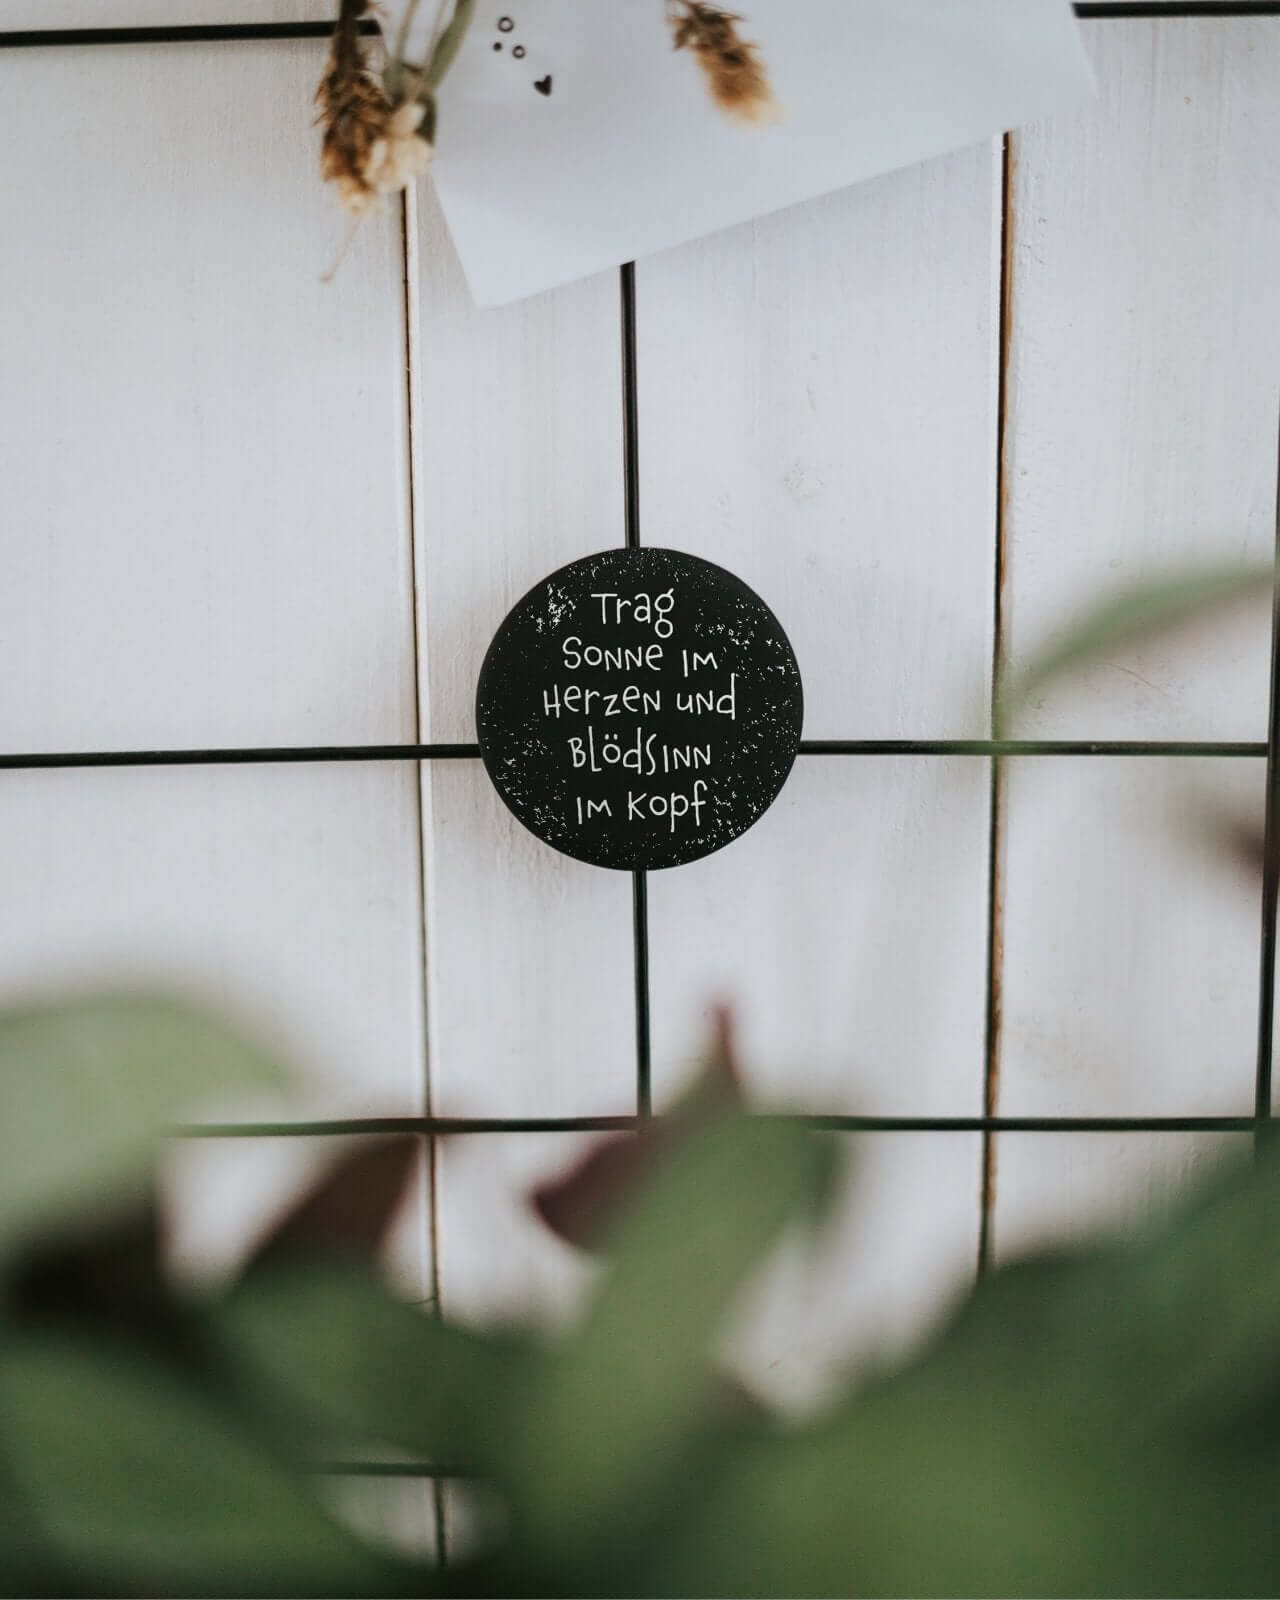 Trag
Sonne im
Herzen und
Blödsinn
im Kopf